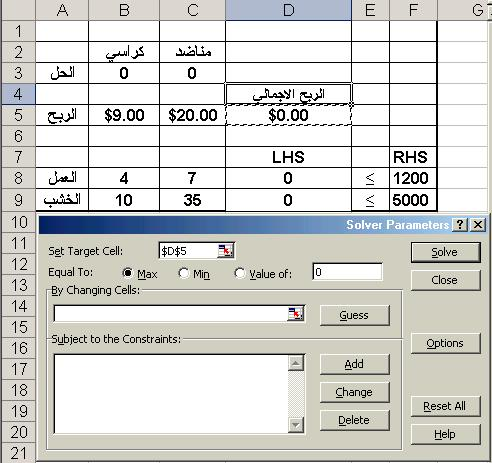 A B C D E F G
1
2 كراسي مناضد
3 الحل 0 0
4 الربح الاجمالي
5 الربح $9.00 $20.00 $0.00
6
7 LHS RHS
8 العمل 4 7 0 ≤ 1200
9 الخشب 10 35 0 ≤ 5000
10 Solver Parameters ? X
11 Set Target Cell: $D$5 Solve
12 Equal To: Max Min Value of: 0
13 Close
By Changing Cells:
14 Guess
15 Subject to the Constraints: Options
16
17 Add
18 Change
19 Reset All
20 Delete
Help
21